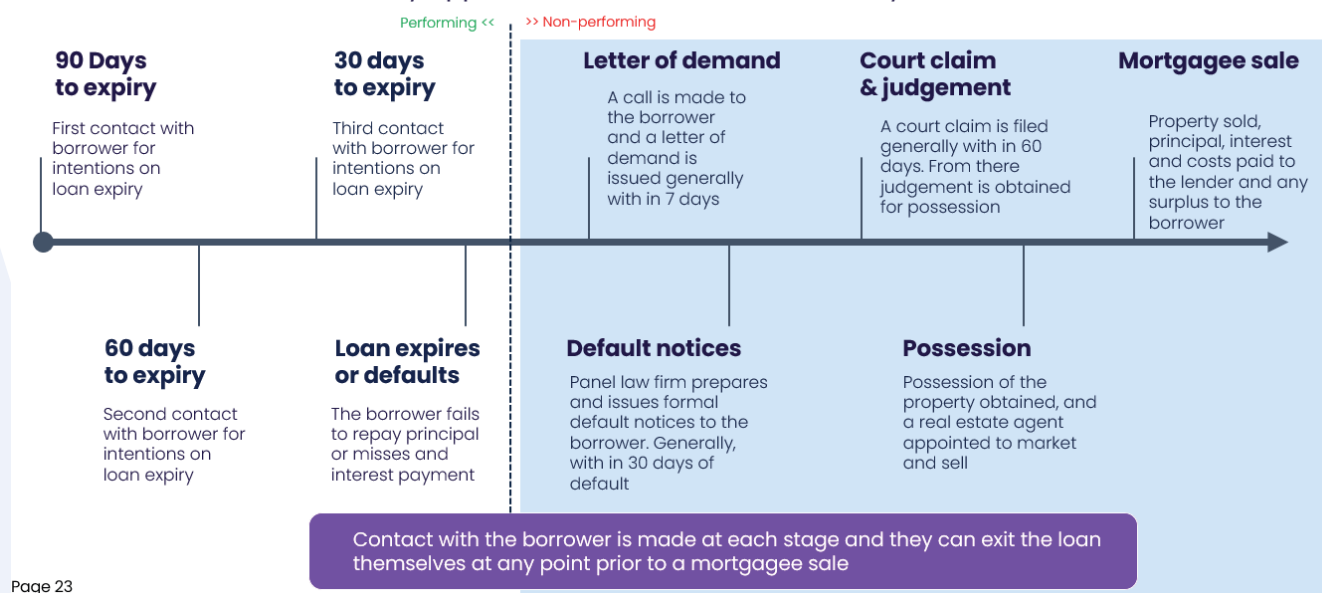 Performing << >> Non-performing
90 Days
to expiry
First contact with
borrower for
intentions on
loan expiry
60 days
to expiry
Second contact
with borrower for
intentions on
loan expiry
30 days
to expiry
Third contact
with borrower for
intentions on
loan expiry
Loan expires
or defaults
The borrower fails
to repay principal
or misses and
interest payment
Letter of demand
A call is made to
the borrower
and a letter of
demand is
issued generally
with in 7 days
Default notices
Panel law firm prepares
and issues formal
default notices to the
borrower. Generally,
with in 30 days of
default
Court claim
& judgement
A court claim is filed
generally with in 60
days. From there
judgement is obtained
for possession
Possession
Possession of the
property obtained, and
a real estate agent
appointed to market
and sell
Mortgagee sale
Property sold,
principal, interest
and costs paid to
the lender and any
surplus to the
borrower
Contact with the borrower is made at each stage and they can exit the loan
themselves at any point prior to a mortgagee sale
Page 23